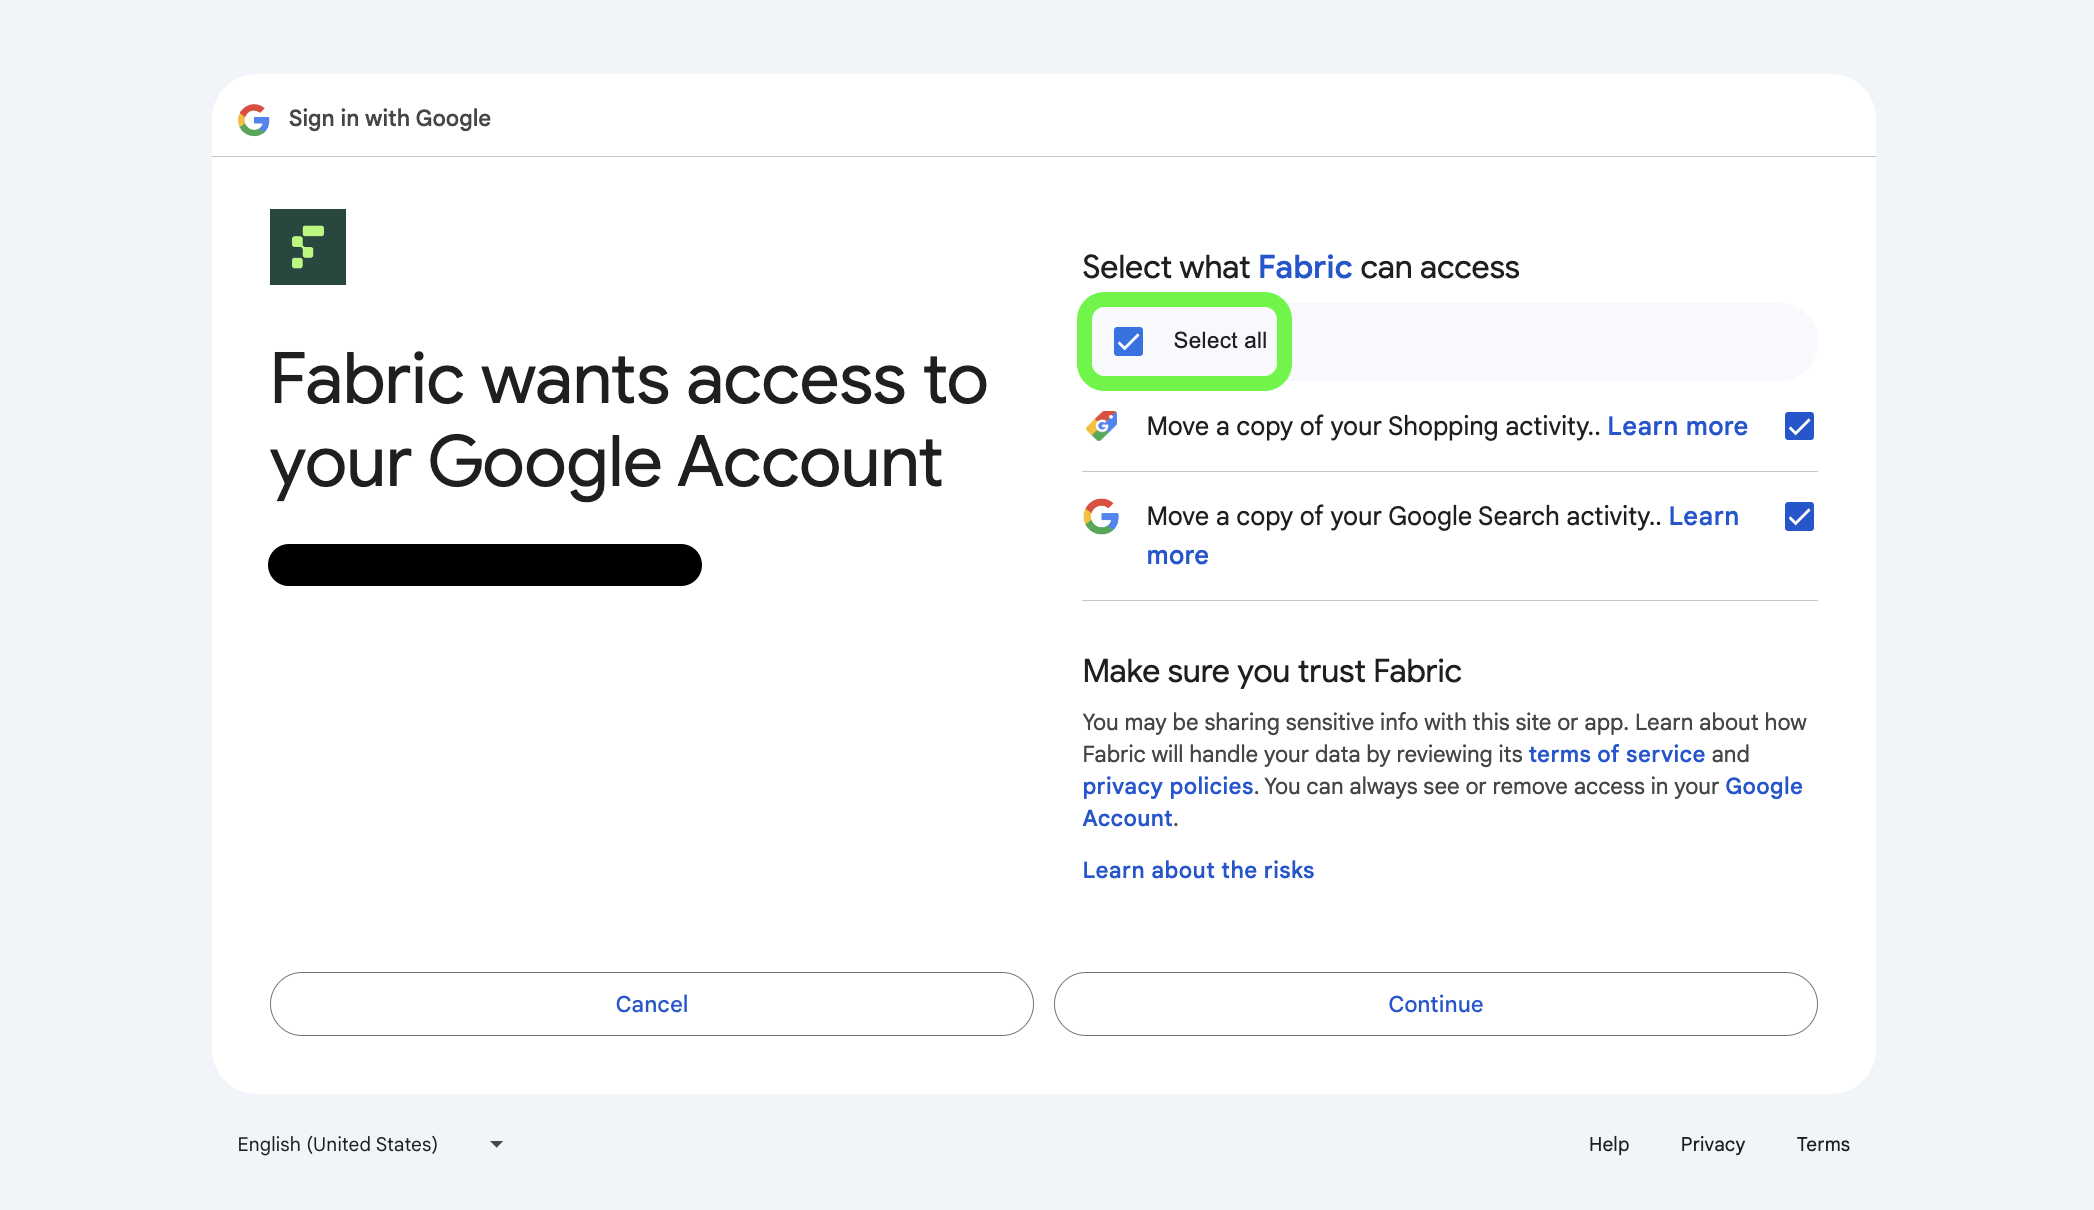 Sign in with Google
Fabric wants access to
your Google Account
Select what Fabric can access
Select all
Move a copy of your Shopping activity.. Learn more
Move a copy of your Google Search activity.. Learn
more
Make sure you trust Fabric
You may be sharing sensitive info with this site or app. Learn about how
Fabric will handle your data by reviewing its terms of service and
privacy policies. You can always see or remove access in your Google
Account.
Learn about the risks
Cancel
Continue
English (United States)
Help
Privacy
Terms